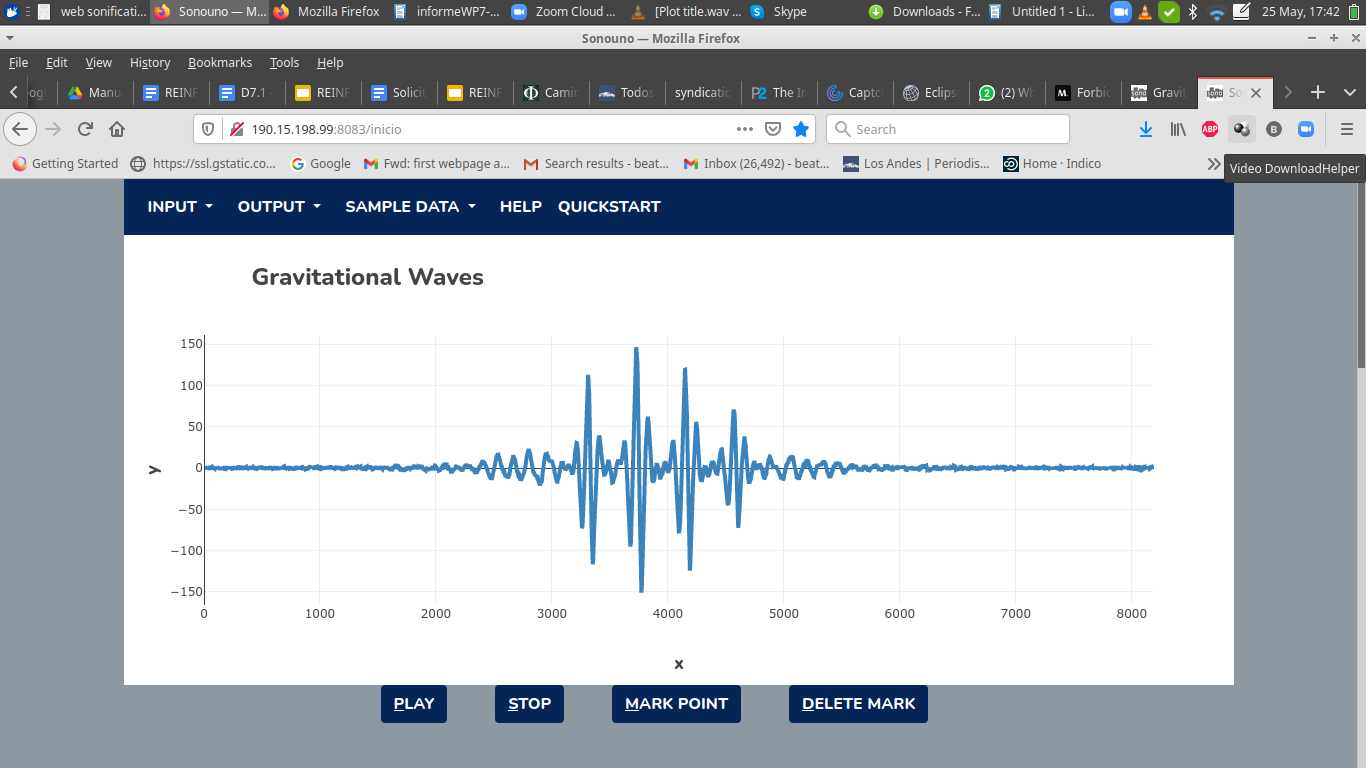 web sonificati... Sonouno — M... Mozilla Firefox informeWP7-... Zoom Cloud ... [Plot title.wav ... Skype Downloads - F... Untitled 1 - Li... 25 May, 17:42
Sonouno — Mozilla Firefox
File Edit View History Bookmarks Tools Help
Manu REINF D7.1 - REINF Solicit REINF Camin Todos syndicatio The In Captch Eclips (2) Wh Forbid Gravit So
190.15.198.99:8083/inicio Search ABP B
Getting Started https://ssl.gstatic.co... Google Fwd: first webpage a... Search results - beat... Inbox (26,492) - beat... Los Andes | Periodis... Home · Indico
Video DownloadHelper
INPUT OUTPUT SAMPLE DATA HELP QUICKSTART
Gravitational Waves
150
100
50
0
−50
−100
−150
y
0 1000 2000 3000 4000 5000 6000 7000 8000
x
PLAY STOP MARK POINT DELETE MARK